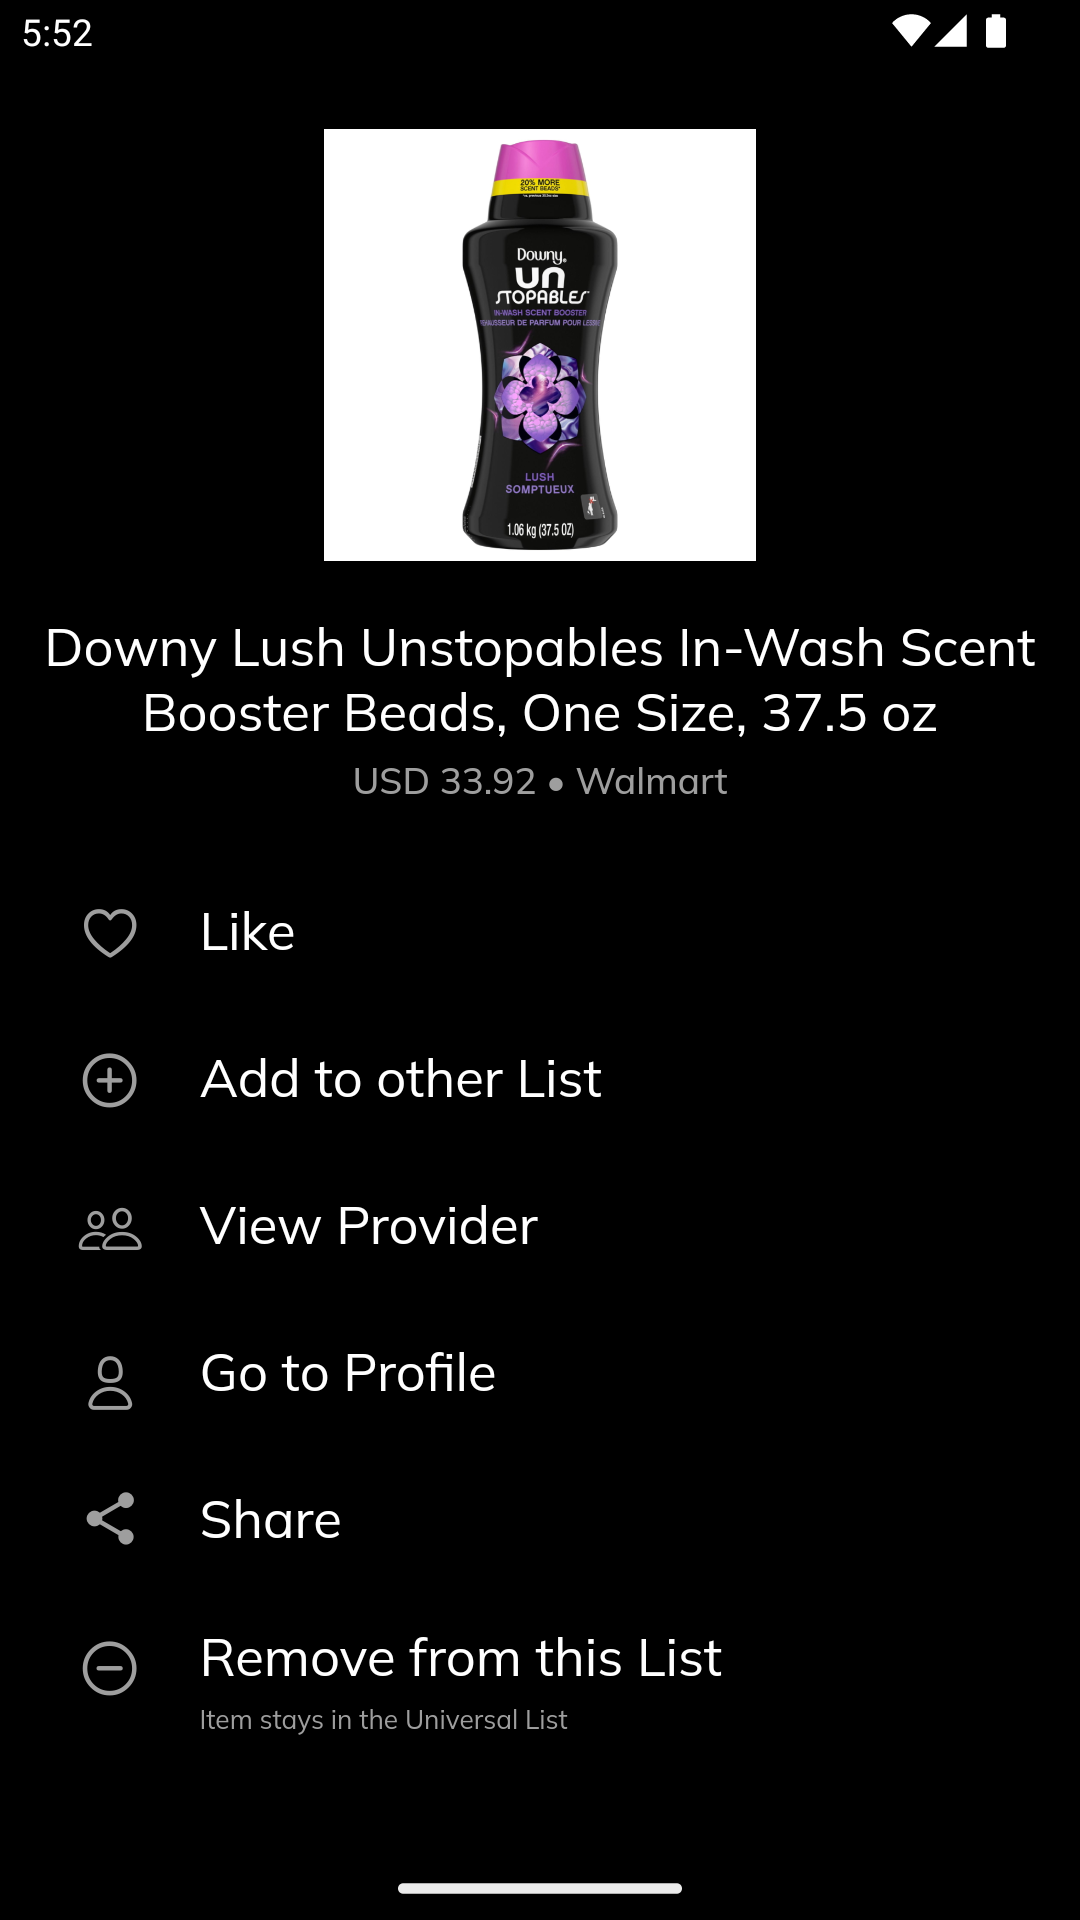 5:52
20% MORE
SCENT BEADS*
Downy
UN
STOPABLES
IN-WASH SCENT BOOSTER
DE PARFUM POUR
LUSH
SOMPTUEUX
1.06 kg (37.5 OZ)
Downy Lush Unstopables In-Wash Scent
Booster Beads, One Size, 37.5 oz
USD 33.92 • Walmart
Like
Add to other List
View Provider
Go to Profile
Share
Remove from this List
Item stays in the Universal List